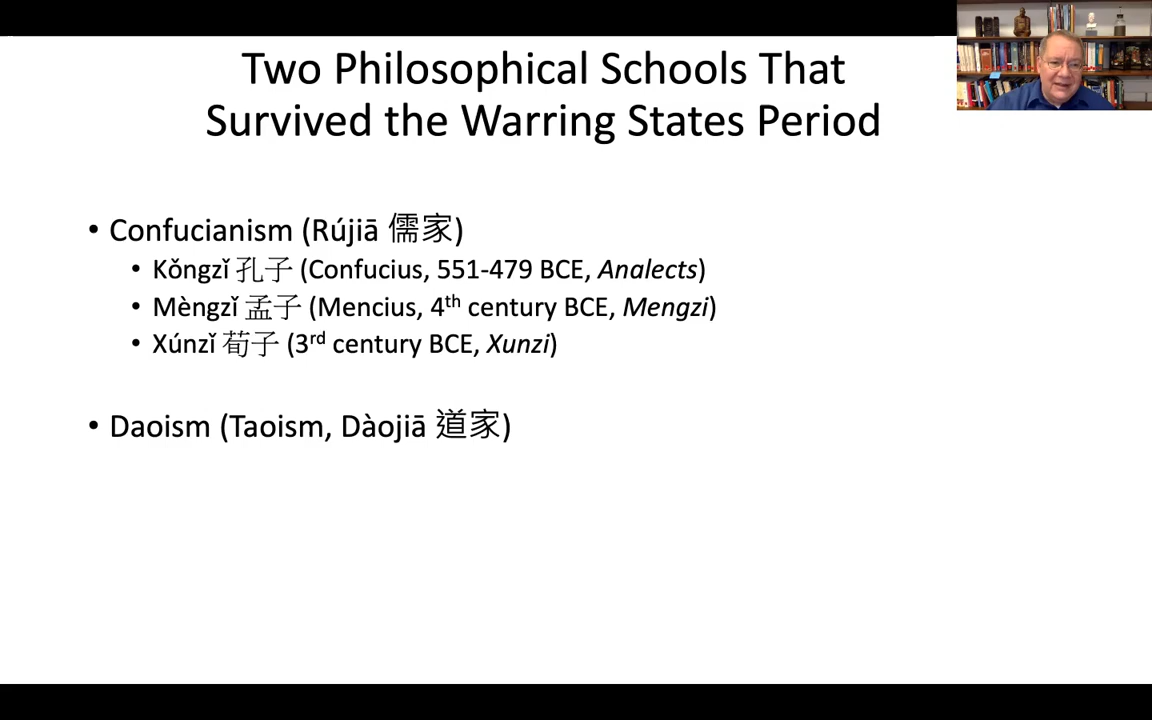 Two Philosophical Schools That
Survived the Warring States Period
• Confucianism (Rújiā 儒家)
• Kǒngzǐ 孔子 (Confucius, 551-479 BCE, Analects)
• Mèngzǐ 孟子 (Mencius, 4th century BCE, Mengzi)
• Xúnzǐ 荀子 (3rd century BCE, Xunzi)
• Daoism (Taoism, Dàojiā 道家)